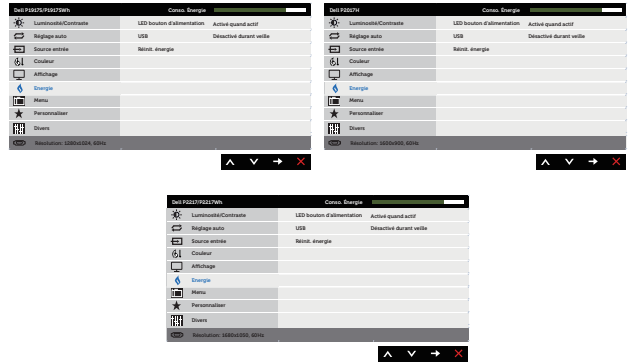 Dell P1917S/P1917SWh Conso. Énergie
Luminosité/Contraste LED bouton d'alimentation Activé quand actif
Réglage auto USB Désactivé durant veille
Source entrée Réinit. énergie
Couleur
Affichage
Energie
Menu
Personnaliser
Divers
Résolution: 1280x1024, 60Hz
Dell P2017H Conso. Énergie
Luminosité/Contraste LED bouton d'alimentation Activé quand actif
Réglage auto USB Désactivé durant veille
Source entrée Réinit. énergie
Couleur
Affichage
Energie
Menu
Personnaliser
Divers
Résolution: 1600x900, 60Hz
Dell P2217/P2217Wh Conso. Énergie
Luminosité/Contraste LED bouton d'alimentation Activé quand actif
Réglage auto USB Désactivé durant veille
Source entrée Réinit. énergie
Couleur
Affichage
Energie
Menu
Personnaliser
Divers
Résolution: 1680x1050, 60Hz